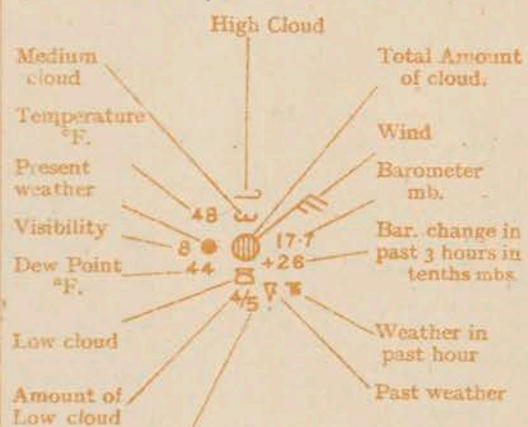 High Cloud
Medium
cloud
Total Amount
of cloud.
Temperature
°F.
Wind
Present
weather
Barometer
mb.
48
Visibility
8
17·7
Bar. change in
past 3 hours in
tenths mbs.
+26
Dew Point
°F.
44
4/5
Low cloud
Weather in
past hour
Amount of
Low cloud
Past weather